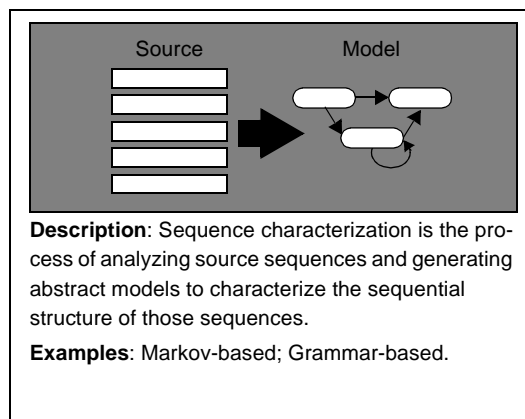 Source
Model
Description: Sequence characterization is the pro-
cess of analyzing source sequences and generating
abstract models to characterize the sequential
structure of those sequences.
Examples: Markov-based; Grammar-based.